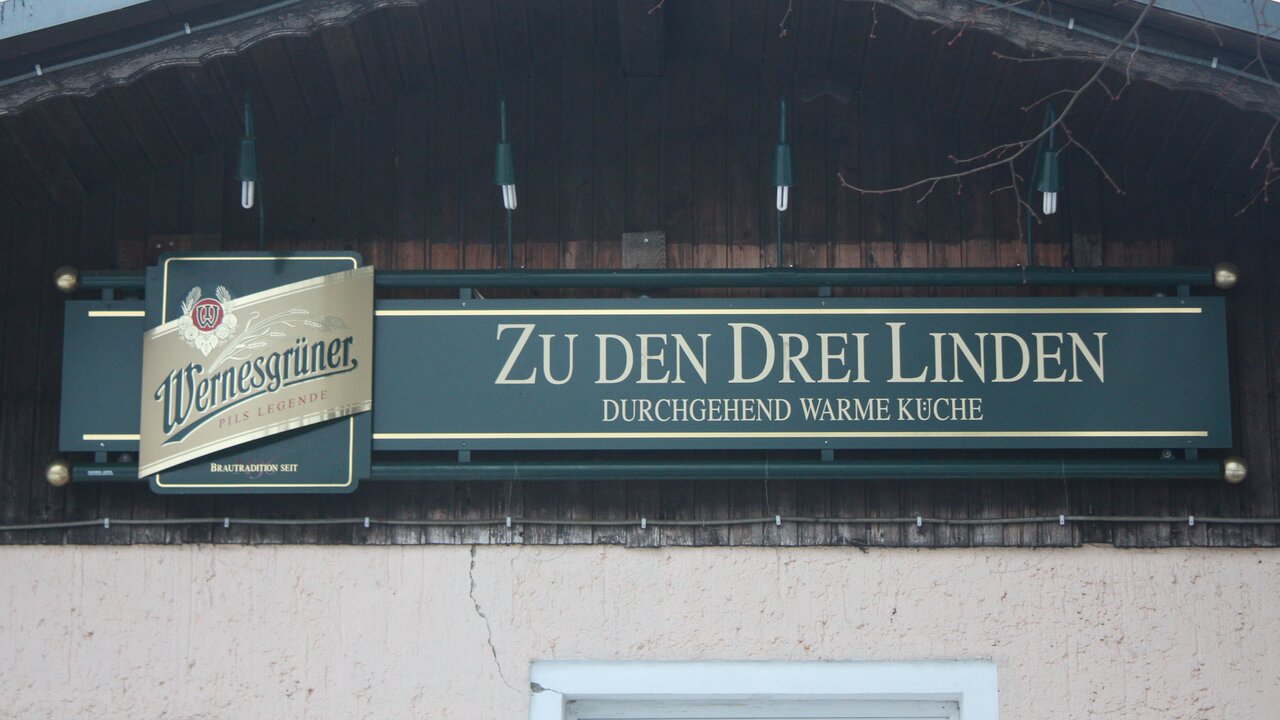 W
Wernesgrüner
PILS LEGENDE
BRAUTRADITION SEIT
ZU DEN DREI LINDEN
DURCHGEHEND WARME KÜCHE